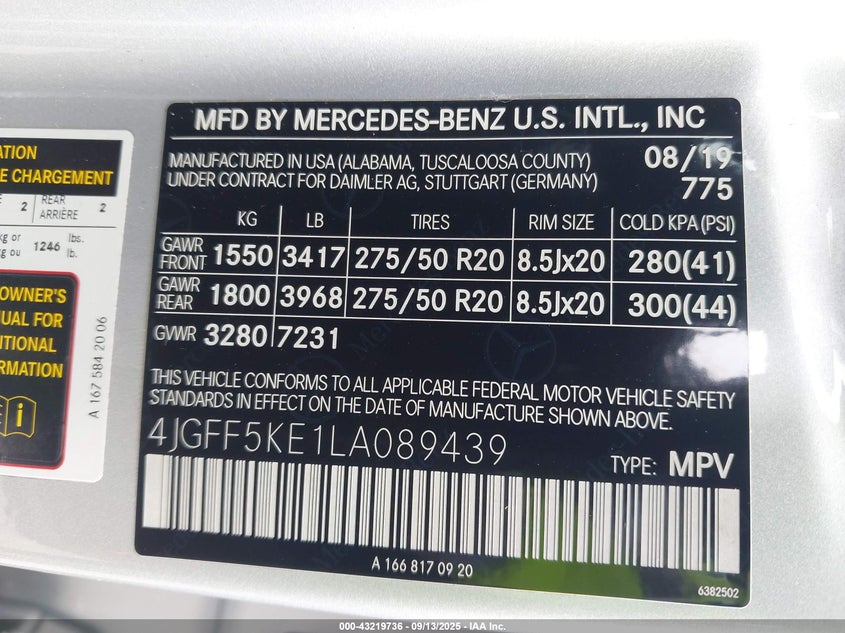 ATION
E CHARGEMENT
E 2 REAR ARRIÈRE 2
kg or
kg ou 1246 lbs. lb.
OWNER'S
UAL FOR
ITIONAL
RMATION
A 167 584 20 06
MFD BY MERCEDES-BENZ U.S. INTL., INC
MANUFACTURED IN USA (ALABAMA, TUSCALOOSA COUNTY) 08/19
UNDER CONTRACT FOR DAIMLER AG, STUTTGART (GERMANY) 775
KG LB TIRES RIM SIZE COLD KPA(PSI)
GAWR FRONT 1550 3417 275/50 R20 8.5Jx20 280(41)
GAWR REAR 1800 3968 275/50 R20 8.5Jx20 300(44)
GVWR 3280 7231
THIS VEHICLE CONFORMS TO ALL APPLICABLE FEDERAL MOTOR VEHICLE SAFETY
STANDARDS IN EFFECT ON THE DATE OF MANUFACTURE SHOWN ABOVE.
4JGFF5KE1LA089439
TYPE: MPV
A 166 817 09 20
6382502
000-43219736 - 09/13/2025 - IAA Inc.